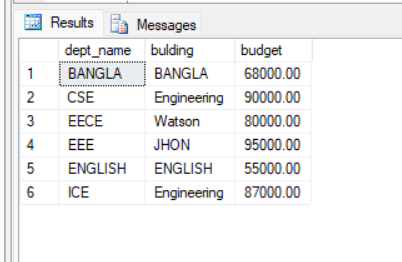 Results Messages
dept_name bulding budget
1 BANGLA BANGLA 68000.00
2 CSE Engineering 90000.00
3 EECE Watson 80000.00
4 EEE JHON 95000.00
5 ENGLISH ENGLISH 55000.00
6 ICE Engineering 87000.00